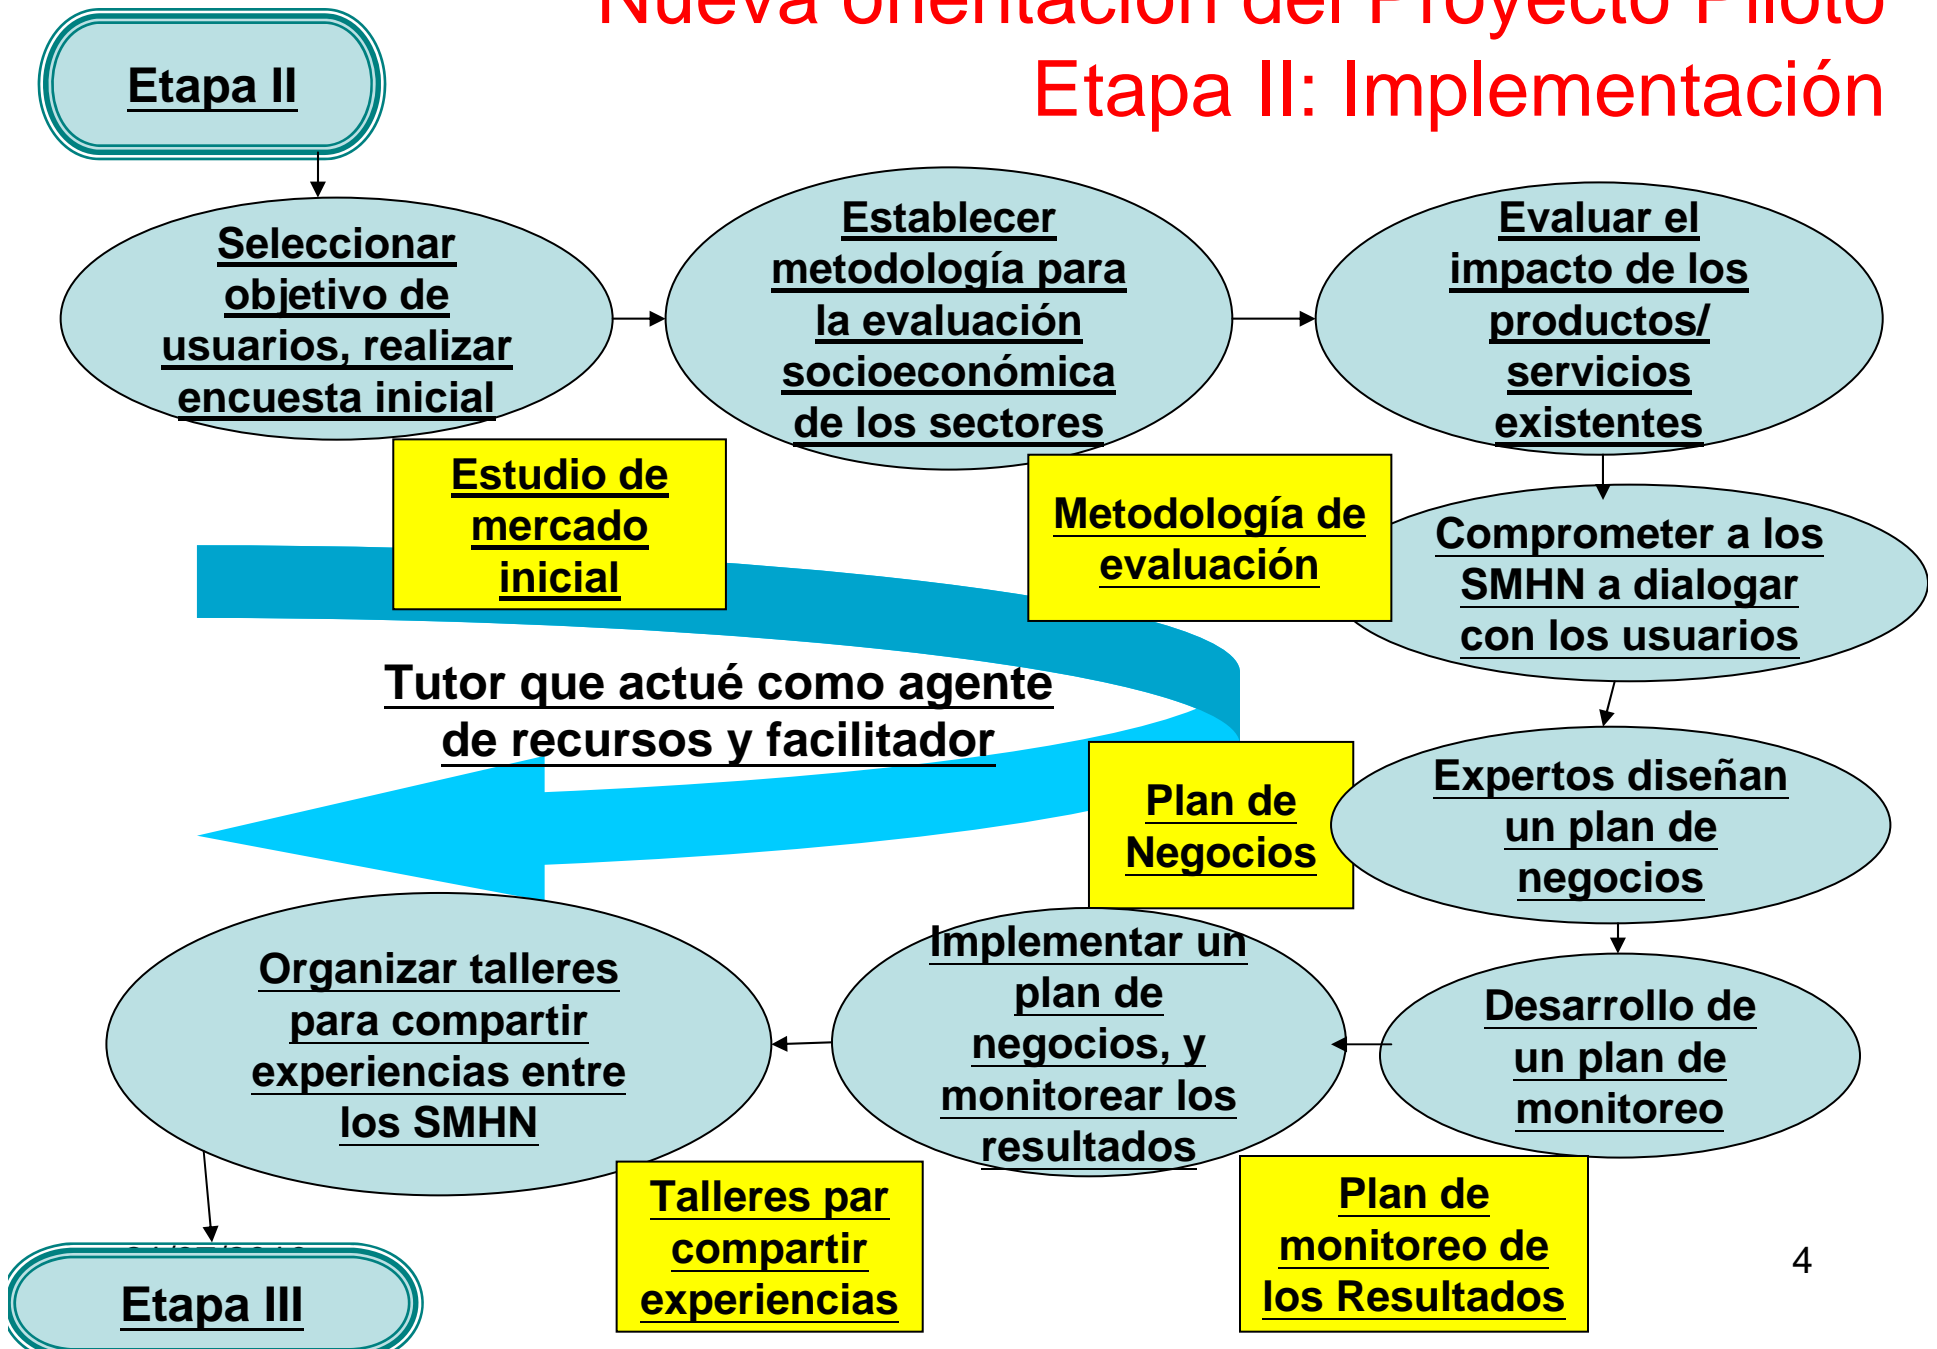 Nueva orientación del Proyecto Piloto
Etapa II: Implementación
Etapa II
Seleccionar
objetivo de
usuarios, realizar
encuesta inicial
Establecer
metodología para
la evaluación
socioeconómica
de los sectores
Evaluar el
impacto de los
productos/
servicios
existentes
Estudio de
mercado
inicial
Metodología de
evaluación
Comprometer a los
SMHN a dialogar
con los usuarios
Tutor que actué como agente
de recursos y facilitador
Plan de
Negocios
Expertos diseñan
un plan de
negocios
Organizar talleres
para compartir
experiencias entre
los SMHN
Implementar un
plan de
negocios, y
monitorear los
resultados
Desarrollo de
un plan de
monitoreo
Talleres par
compartir
experiencias
Plan de
monitoreo de
los Resultados
4
Etapa III